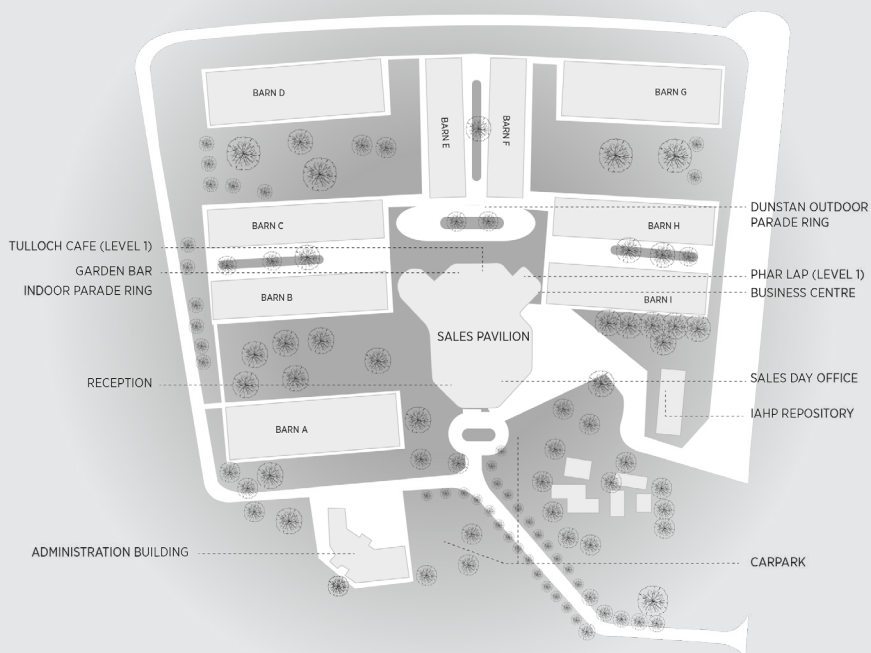 BARN D
BARN E
BARN F
BARN G
BARN C
BARN H
DUNSTAN OUTDOOR
PARADE RING
TULLOCH CAFE (LEVEL 1)
GARDEN BAR
INDOOR PARADE RING
BARN B
BARN I
PHAR LAP (LEVEL 1)
BUSINESS CENTRE
SALES PAVILION
RECEPTION
SALES DAY OFFICE
IAHP REPOSITORY
BARN A
ADMINISTRATION BUILDING
CARPARK